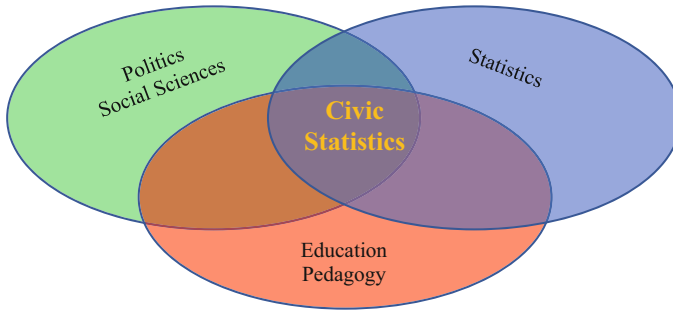 Politics
Social Sciences
Statistics
Civic
Statistics
Education
Pedagogy